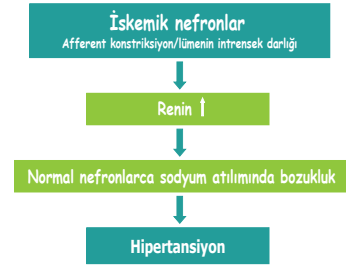 İskemik nefronlar
Afferent konstriksiyon/lümenin intrensek darlığı
Renin ↑
Normal nefronlarca sodyum atılımında bozukluk
Hipertansiyon